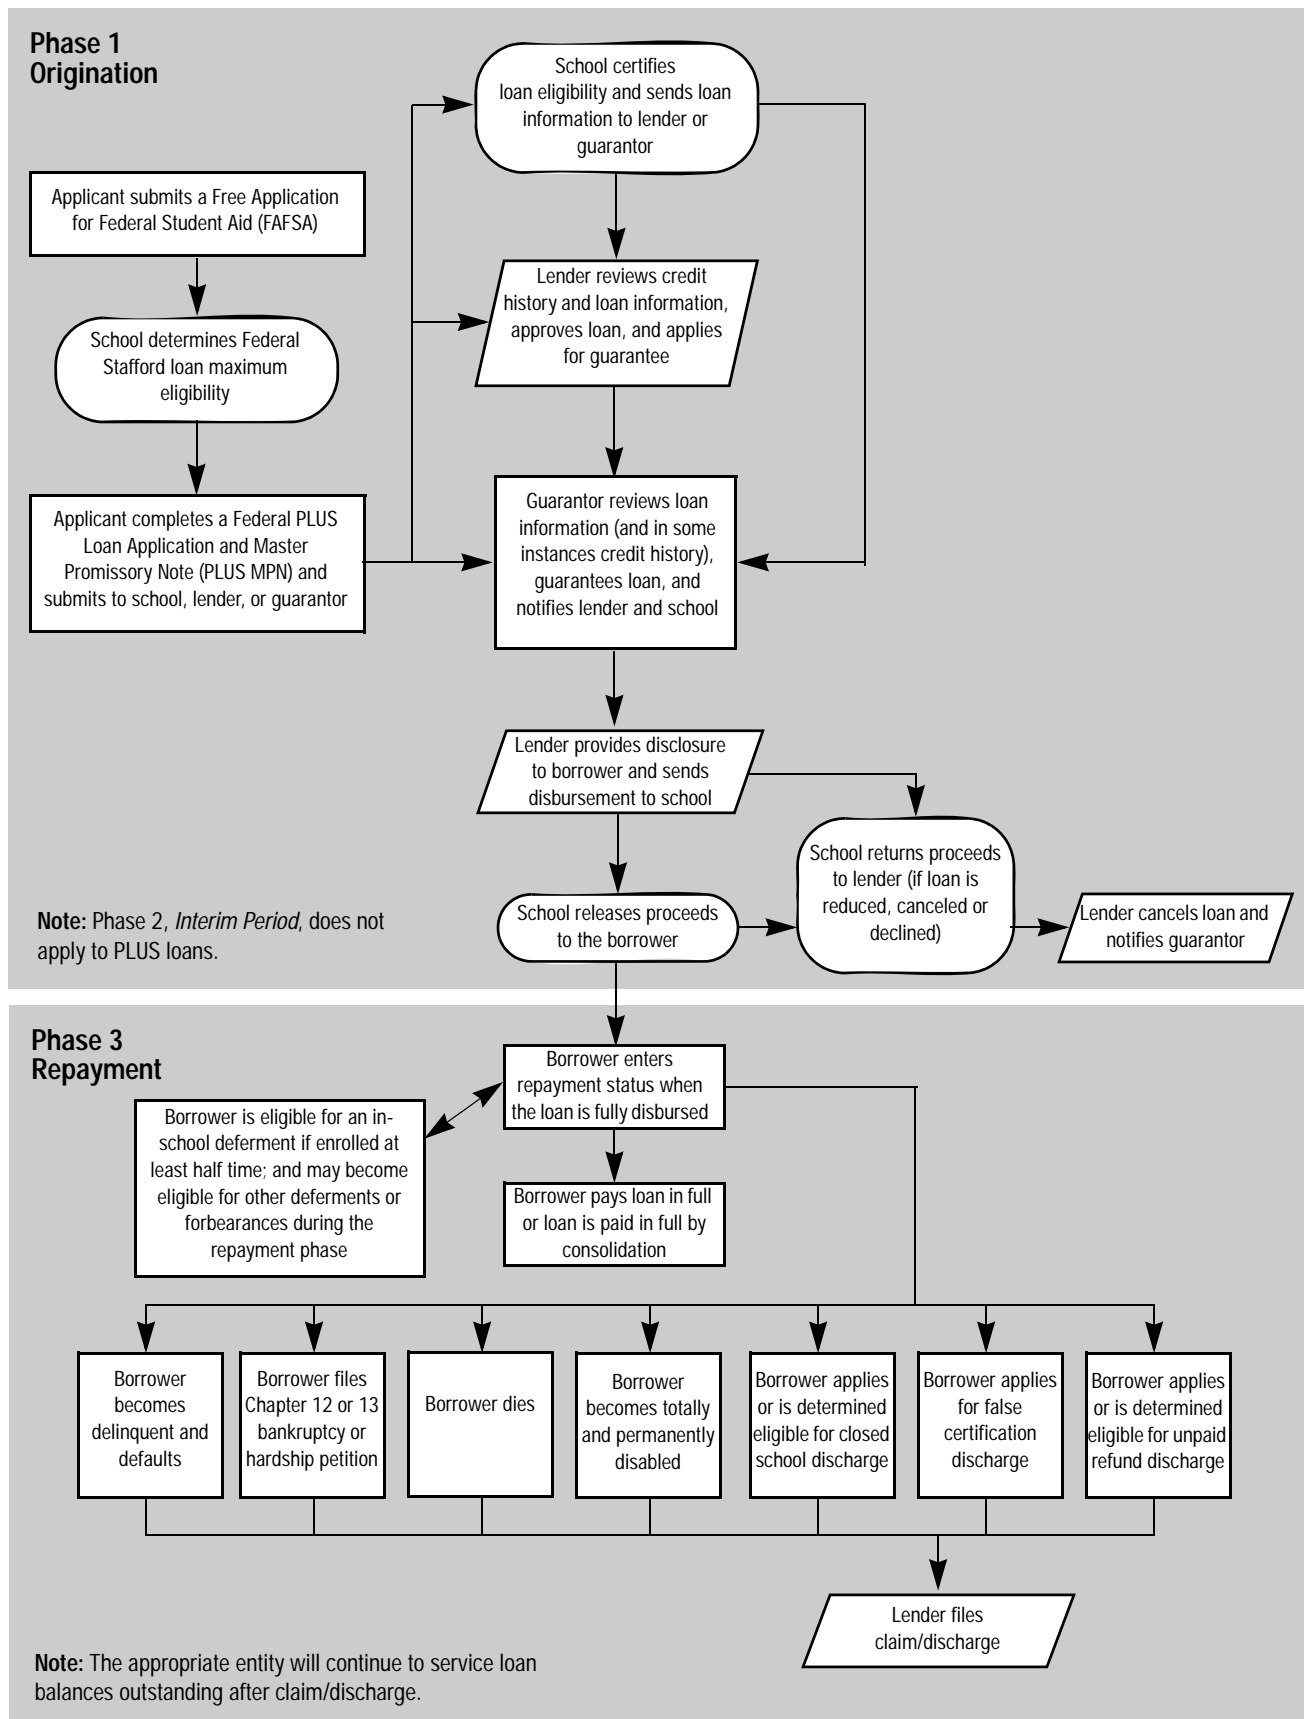 Phase 1
Origination
School certifies
loan eligibility and sends loan
information to lender or
guarantor
Applicant submits a Free Application
for Federal Student Aid (FAFSA)
Lender reviews credit
history and loan information,
approves loan, and applies
for guarantee
School determines Federal
Stafford loan maximum
eligibility
Applicant completes a Federal PLUS
Loan Application and Master
Promissory Note (PLUS MPN) and
submits to school, lender, or guarantor
Guarantor reviews loan
information (and in some
instances credit history),
guarantees loan, and
notifies lender and school
Lender provides disclosure
to borrower and sends
disbursement to school
School returns proceeds
to lender (if loan is
reduced, canceled or
declined)
School releases proceeds
to the borrower
Lender cancels loan and
notifies guarantor
Note: Phase 2, Interim Period, does not
apply to PLUS loans.
Phase 3
Repayment
Borrower enters
repayment status when
the loan is fully disbursed
Borrower is eligible for an in-
school deferment if enrolled at
least half time; and may become
eligible for other deferments or
forbearances during the
repayment phase
Borrower pays loan in full
or loan is paid in full by
consolidation
Borrower
becomes
delinquent and
defaults
Borrower files
Chapter 12 or 13
bankruptcy or
hardship petition
Borrower dies
Borrower
becomes totally
and permanently
disabled
Borrower applies
or is determined
eligible for closed
school discharge
Borrower applies
for false
certification
discharge
Borrower applies
or is determined
eligible for unpaid
refund discharge
Lender files
claim/discharge
Note: The appropriate entity will continue to service loan
balances outstanding after claim/discharge.